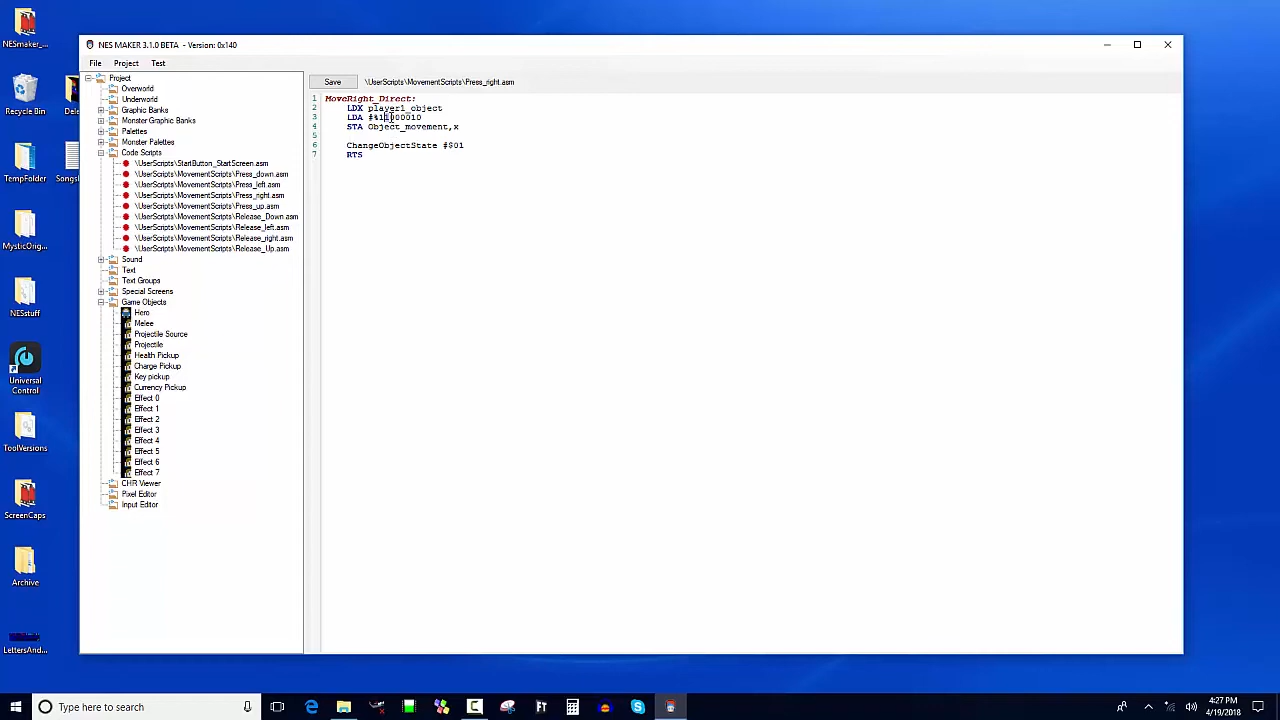 NESmaker_...
Recycle Bin
Dele
TempFolder
Songsl
MysticOrig...
NESstuff
Universal
Control
ToolVersions
ScreenCaps
Archive
LettersAnd...
NES MAKER 3.1.0 BETA - Version: 0x140
File Project Test
Project
Overworld
Underworld
Graphic Banks
Monster Graphic Banks
Palettes
Monster Palettes
Code Scripts
\UserScripts\StartButton_StartScreen.asm
\UserScripts\MovementScripts\Press_down.asm
\UserScripts\MovementScripts\Press_left.asm
\UserScripts\MovementScripts\Press_right.asm
\UserScripts\MovementScripts\Press_up.asm
\UserScripts\MovementScripts\Release_Down.asm
\UserScripts\MovementScripts\Release_left.asm
\UserScripts\MovementScripts\Release_right.asm
\UserScripts\MovementScripts\Release_Up.asm
Sound
Text
Text Groups
Special Screens
Game Objects
Hero
Melee
Projectile Source
Projectile
Health Pickup
Charge Pickup
Key pickup
Currency Pickup
Effect 0
Effect 1
Effect 2
Effect 3
Effect 4
Effect 5
Effect 6
Effect 7
CHR Viewer
Pixel Editor
Input Editor
Save \UserScripts\MovementScripts\Press_right.asm
1 MoveRight_Direct:
2 LDX player1_object
3 LDA #%11000010
4 STA Object_movement,x
5
6 ChangeObjectState #$01
7 RTS
Type here to search
4:27 PM
4/19/2018